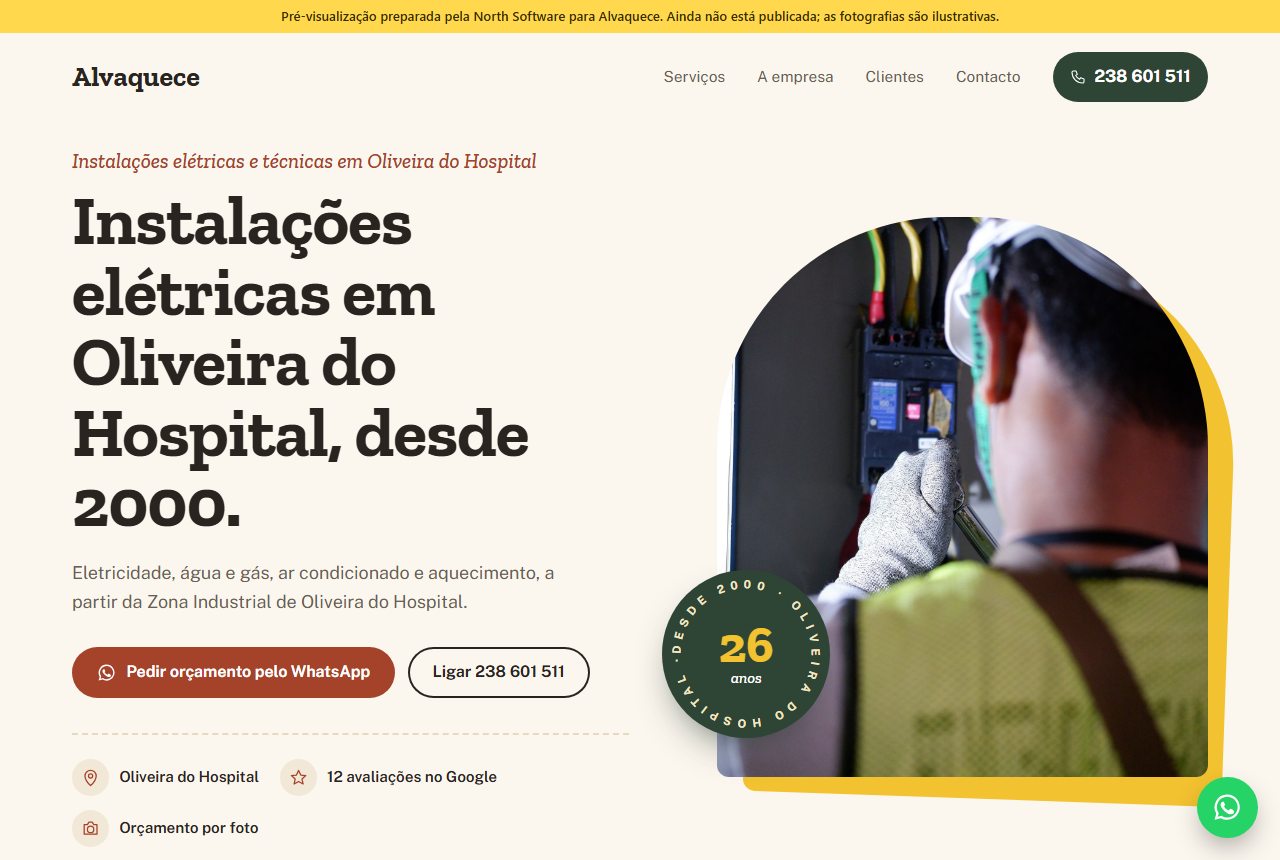 Pré-visualização preparada pela North Software para Alvaquece. Ainda não está publicada; as fotografias são ilustrativas.
Alvaquece
Serviços
A empresa
Clientes
Contacto
238 601 511
Instalações elétricas e técnicas em Oliveira do Hospital
Instalações
elétricas em
Oliveira do
Hospital, desde
2000.
Eletricidade, água e gás, ar condicionado e aquecimento, a
partir da Zona Industrial de Oliveira do Hospital.
Pedir orçamento pelo WhatsApp
Ligar 238 601 511
DESDE 2000 · OLIVEIRA DO HOSPITAL ·
26
anos
Oliveira do Hospital
12 avaliações no Google
Orçamento por foto